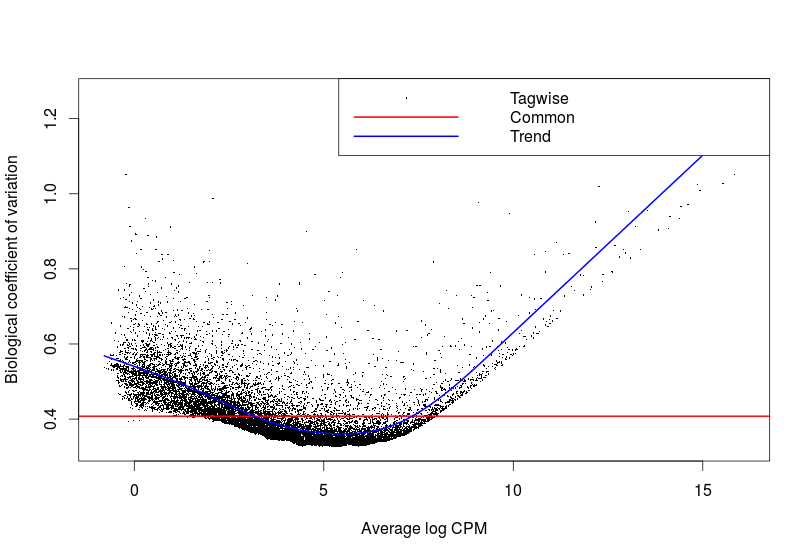 Tagwise
Common
Trend
1.2
1.0
0.8
0.6
0.4
Biological coefficient of variation
0
5
10
15
Average log CPM